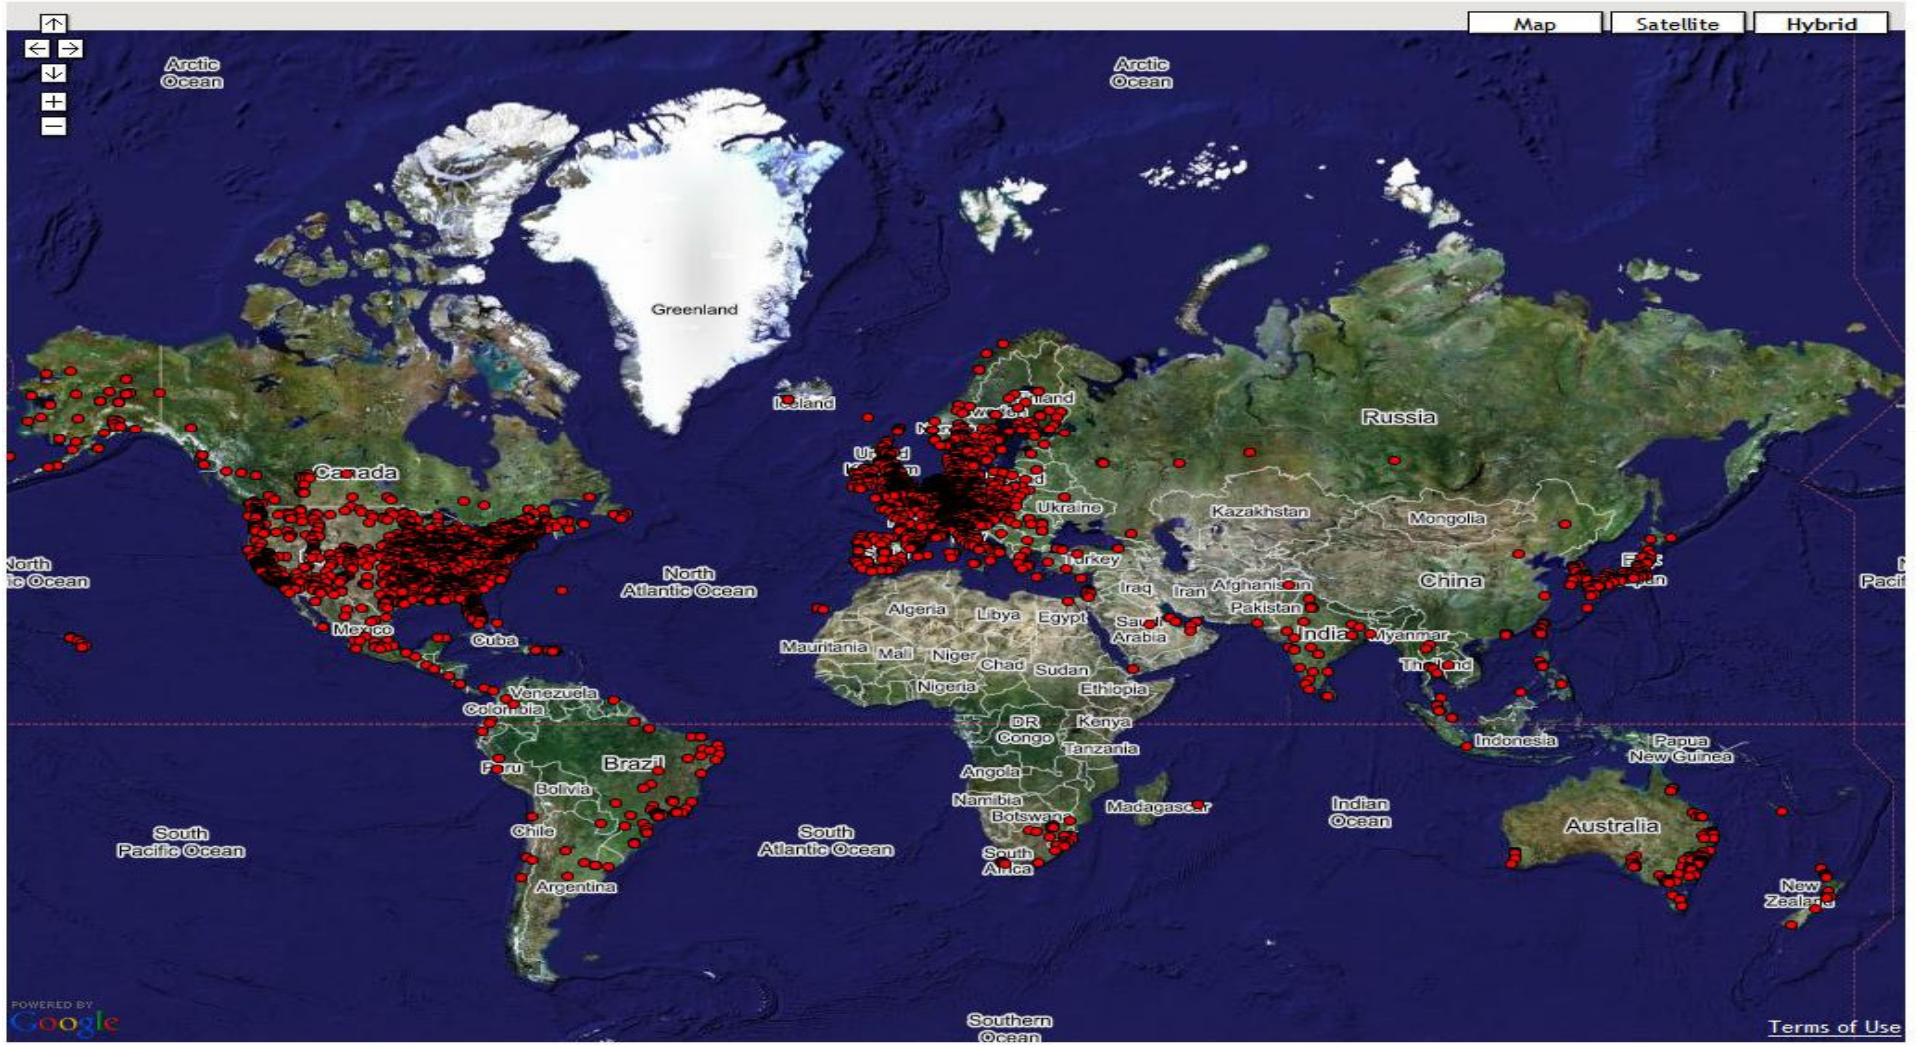 Map
Satellite
Hybrid
Arctic
Ocean
Arctic
Ocean
Greenland
Iceland
Russia
Canada
Ukraine
Kazakhstan
Mongolia
North
ic Ocean
North
Atlantic Ocean
Turkey
China
Pacif
Iraq
Iran
Afghanistan
Pakistan
Algeria
Libya
Egypt
Saudi
Arabia
Mexico
Cuba
India
Myanmar
Thailand
Mauritania
Mali
Niger
Chad
Sudan
Nigeria
Ethiopia
Venezuela
Colombia
DR
Congo
Kenya
Tanzania
Indonesia
Papua
New Guinea
Peru
Brazil
Bolivia
Angola
Namibia
Botswana
Madagascar
Indian
Ocean
Chile
South
Pacific Ocean
South
Atlantic Ocean
Australia
South
Africa
Argentina
New
Zealand
POWERED BY
Google
Southern
Ocean
Terms of Use